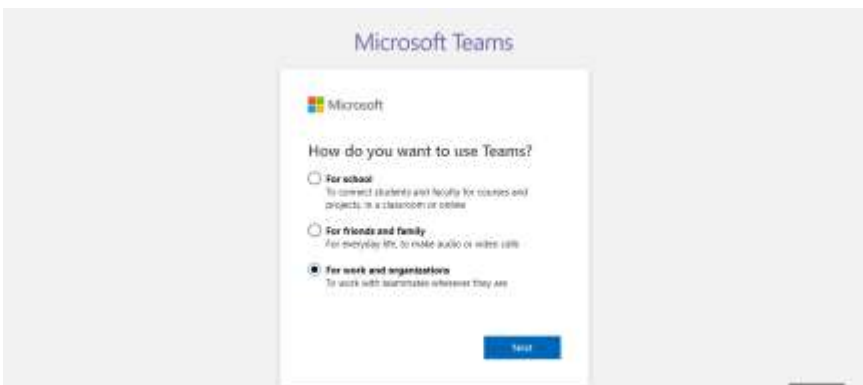 Microsoft Teams
Microsoft
How do you want to use Teams?
For school
To connect students and faculty for courses and
projects, in a classroom or online
For friends and family
For everyday life, to make audio or video calls
For work and organizations
To work with teammates wherever they are
Next